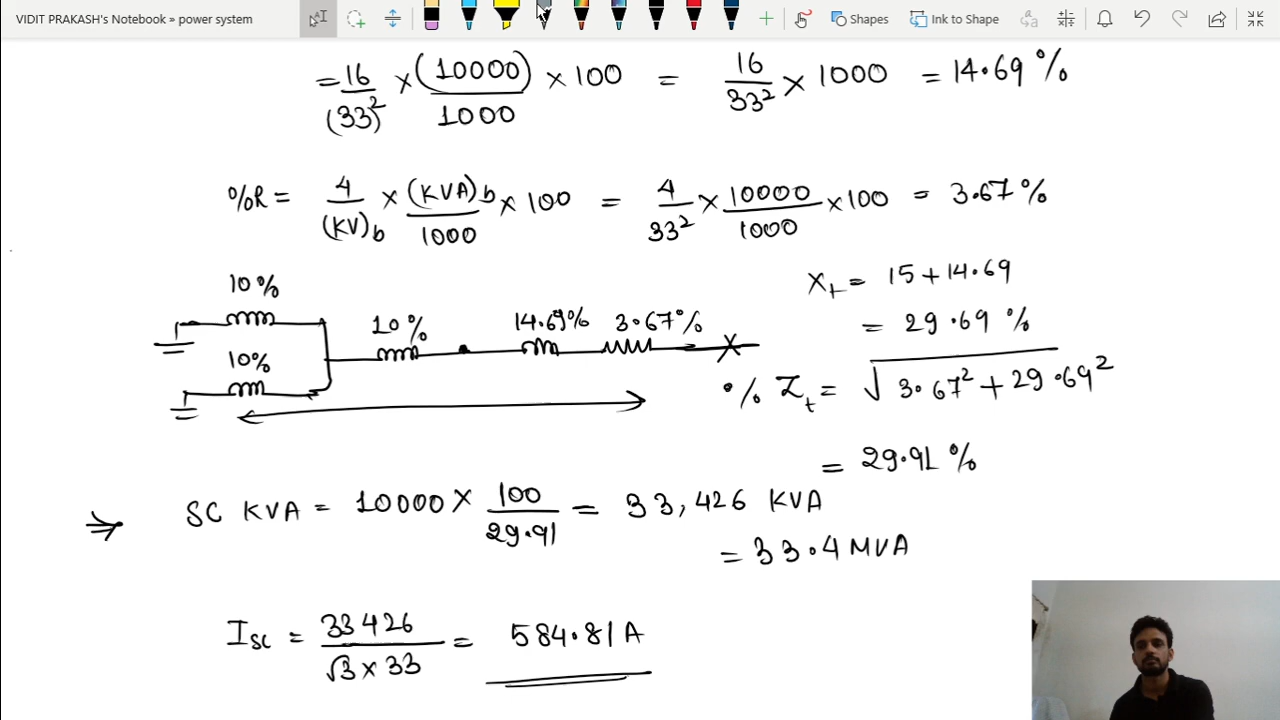 VIDIT PRAKASH's Notebook » power system
Shapes
Ink to Shape
= 16/(33)² × (10000)/1000 × 100 = 16/33² × 1000 = 14.69 %
%R = 4/(KV)b × (KVA)b/1000 × 100 = 4/33² × 10000/1000 × 100 = 3.67 %
10%
10%
10%
14.69%
3.67%
Xt = 15 + 14.69
= 29.69 %
% Zt = √3.67² + 29.69²
= 29.91 %
⇒ SC KVA = 10000 × 100/29.91 = 33,426 KVA
= 33.4 MVA
Isc = 33426/√3 × 33 = 584.81 A